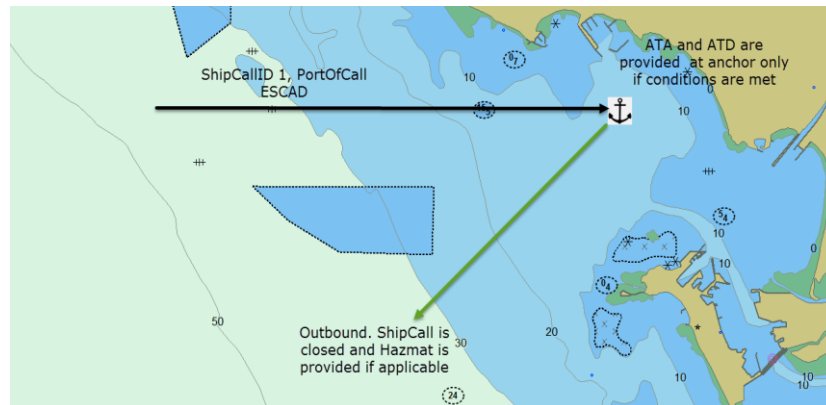 ATA and ATD are
provided at anchor only
if conditions are met
ShipCallID 1, PortOfCall
ESCAD
10
10
0
10
10
0
50
20
30
10
10
10
24
Outbound. ShipCall is
closed and Hazmat is
provided if applicable